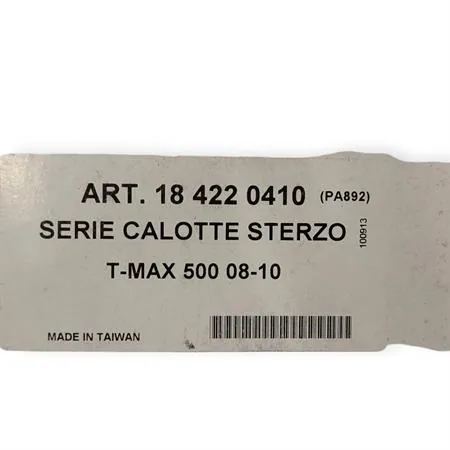 ART. 18 422 0410 (PA892)
SERIE CALOTTE STERZO
100913
T-MAX 500 08-10
MADE IN TAIWAN